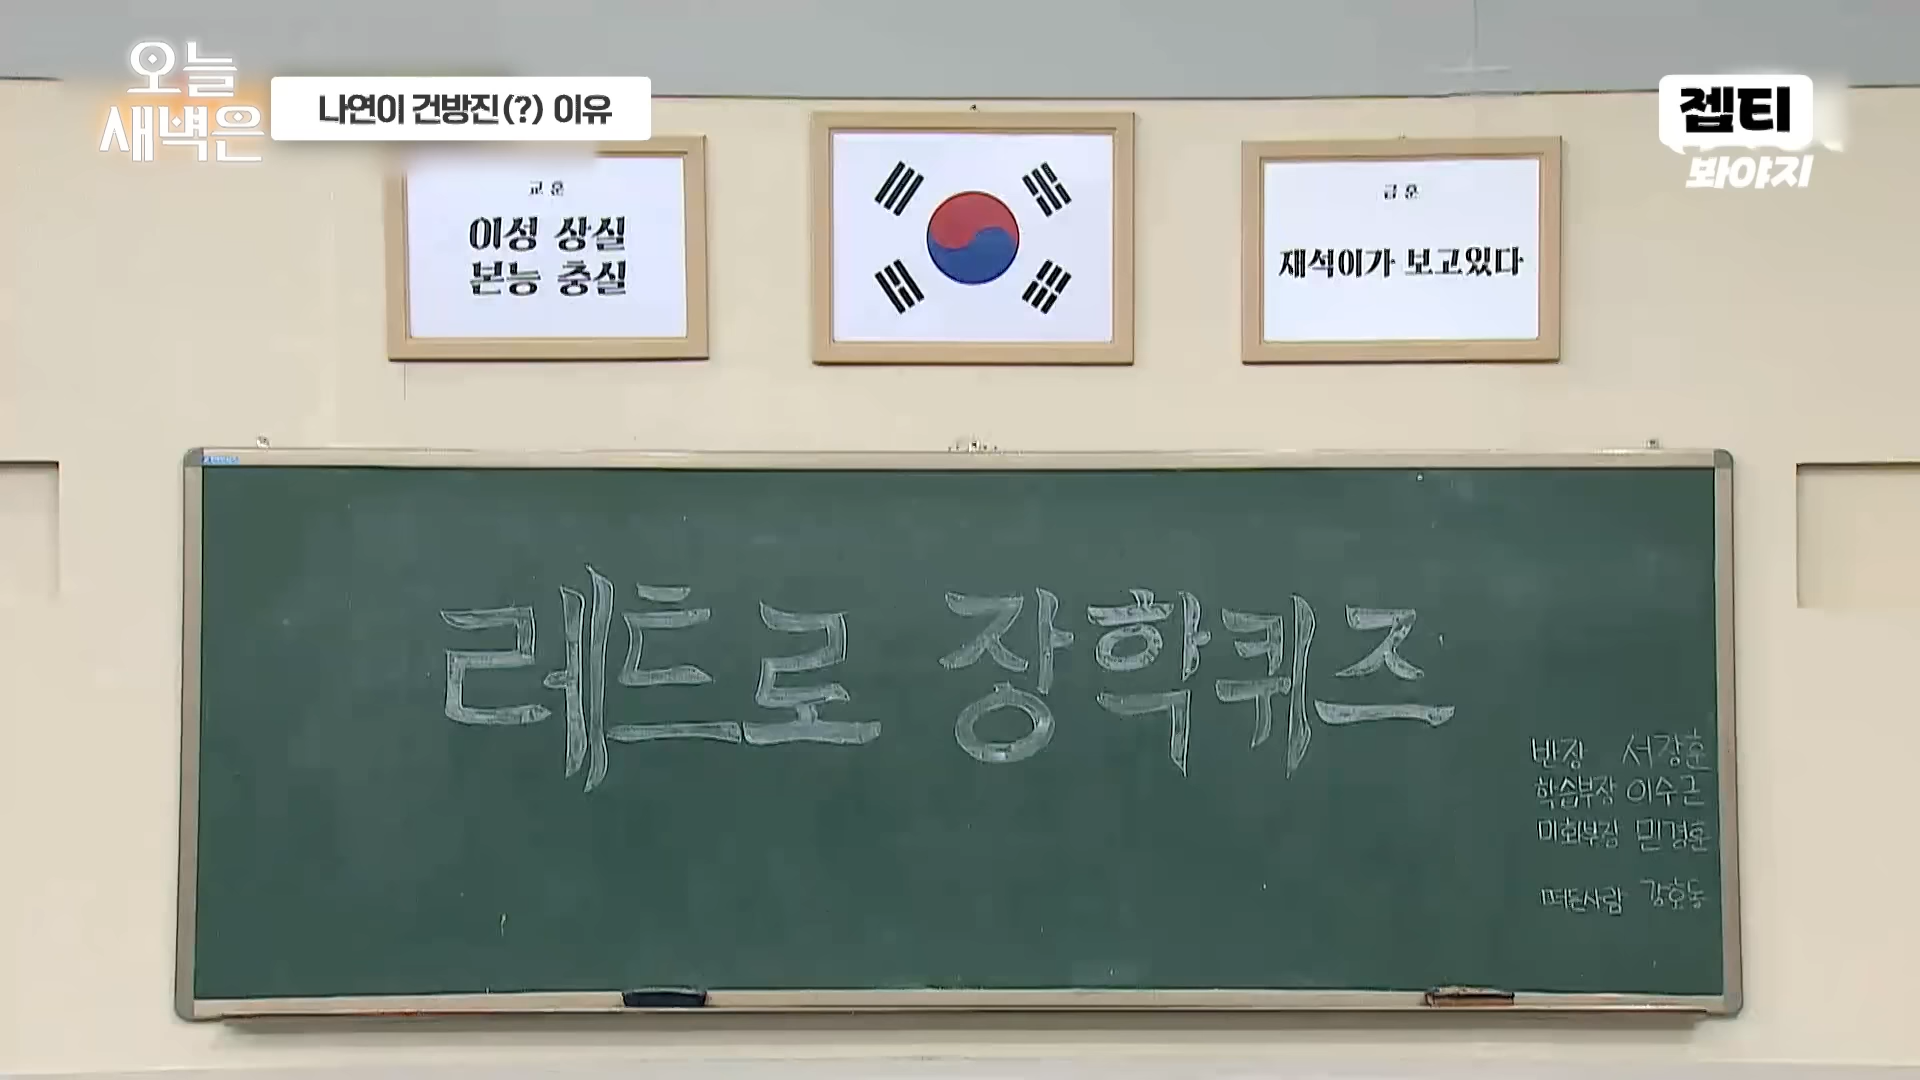 오늘
새벽은
나연이 건방진(?) 이유
젭티
봐야지
교 훈
이성 상실
본능 충실
급 훈
재석이가 보고있다
레트로 장학퀴즈
반장 서장훈
학습부장 이수근
미화부장 민경훈
떠든사람 강호동